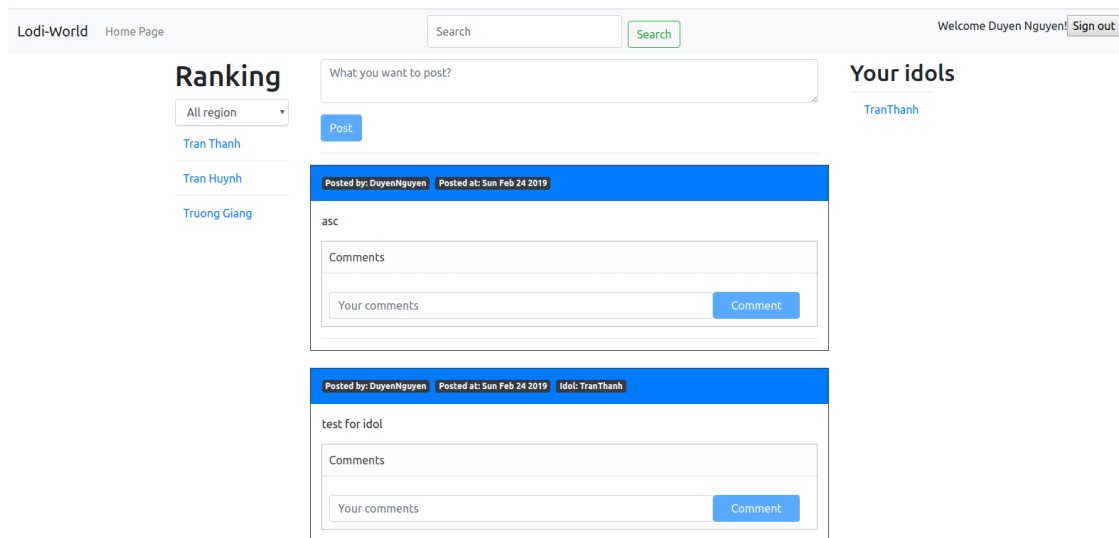 Lodi-World Home Page Search Search Welcome Duyen Nguyen! Sign out
Ranking
All region
Tran Thanh
Tran Huynh
Truong Giang
What you want to post?
Post
Posted by: DuyenNguyen Posted at: Sun Feb 24 2019
asc
Comments
Your comments Comment
Posted by: DuyenNguyen Posted at: Sun Feb 24 2019 Idol: TranThanh
test for idol
Comments
Your comments Comment
Your idols
TranThanh